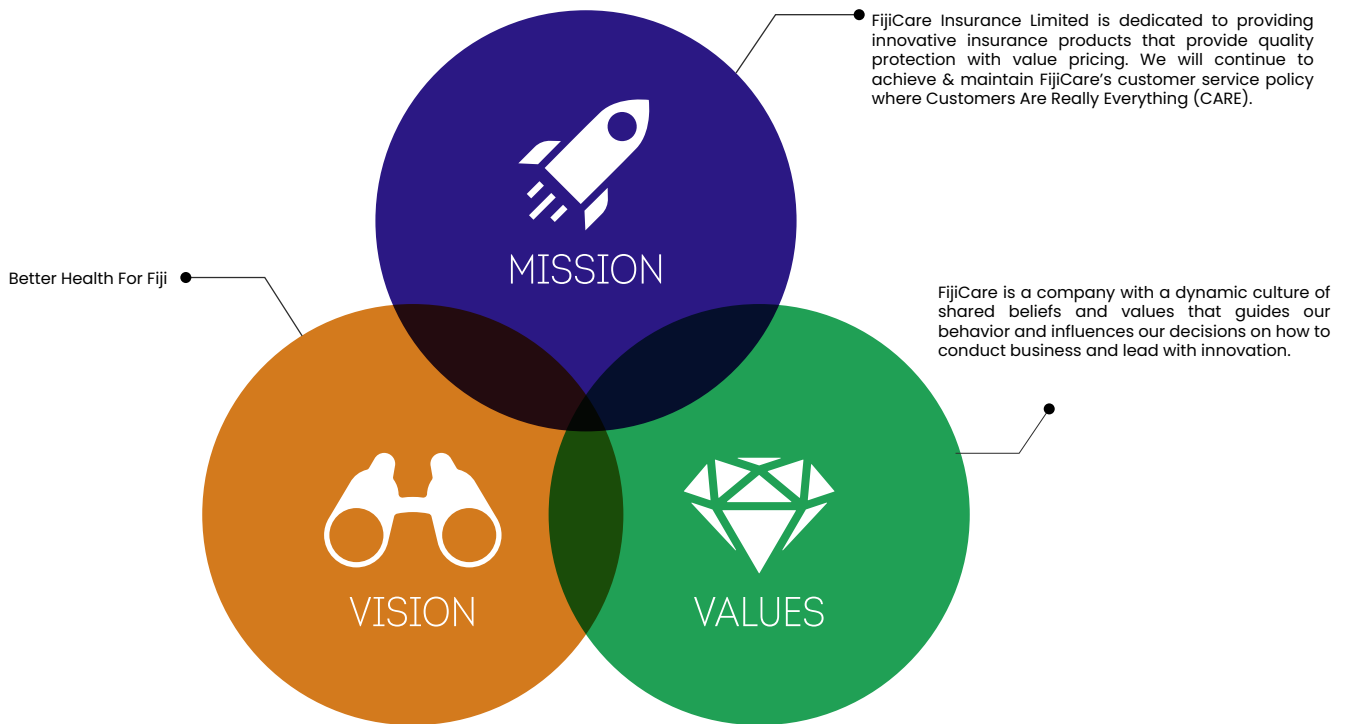 FijiCare Insurance Limited is dedicated to providing
innovative insurance products that provide quality
protection with value pricing. We will continue to
achieve & maintain FijiCare’s customer service policy
where Customers Are Really Everything (CARE).
MISSION
Better Health For Fiji
FijiCare is a company with a dynamic culture of
shared beliefs and values that guides our
behavior and influences our decisions on how to
conduct business and lead with innovation.
VISION
VALUES